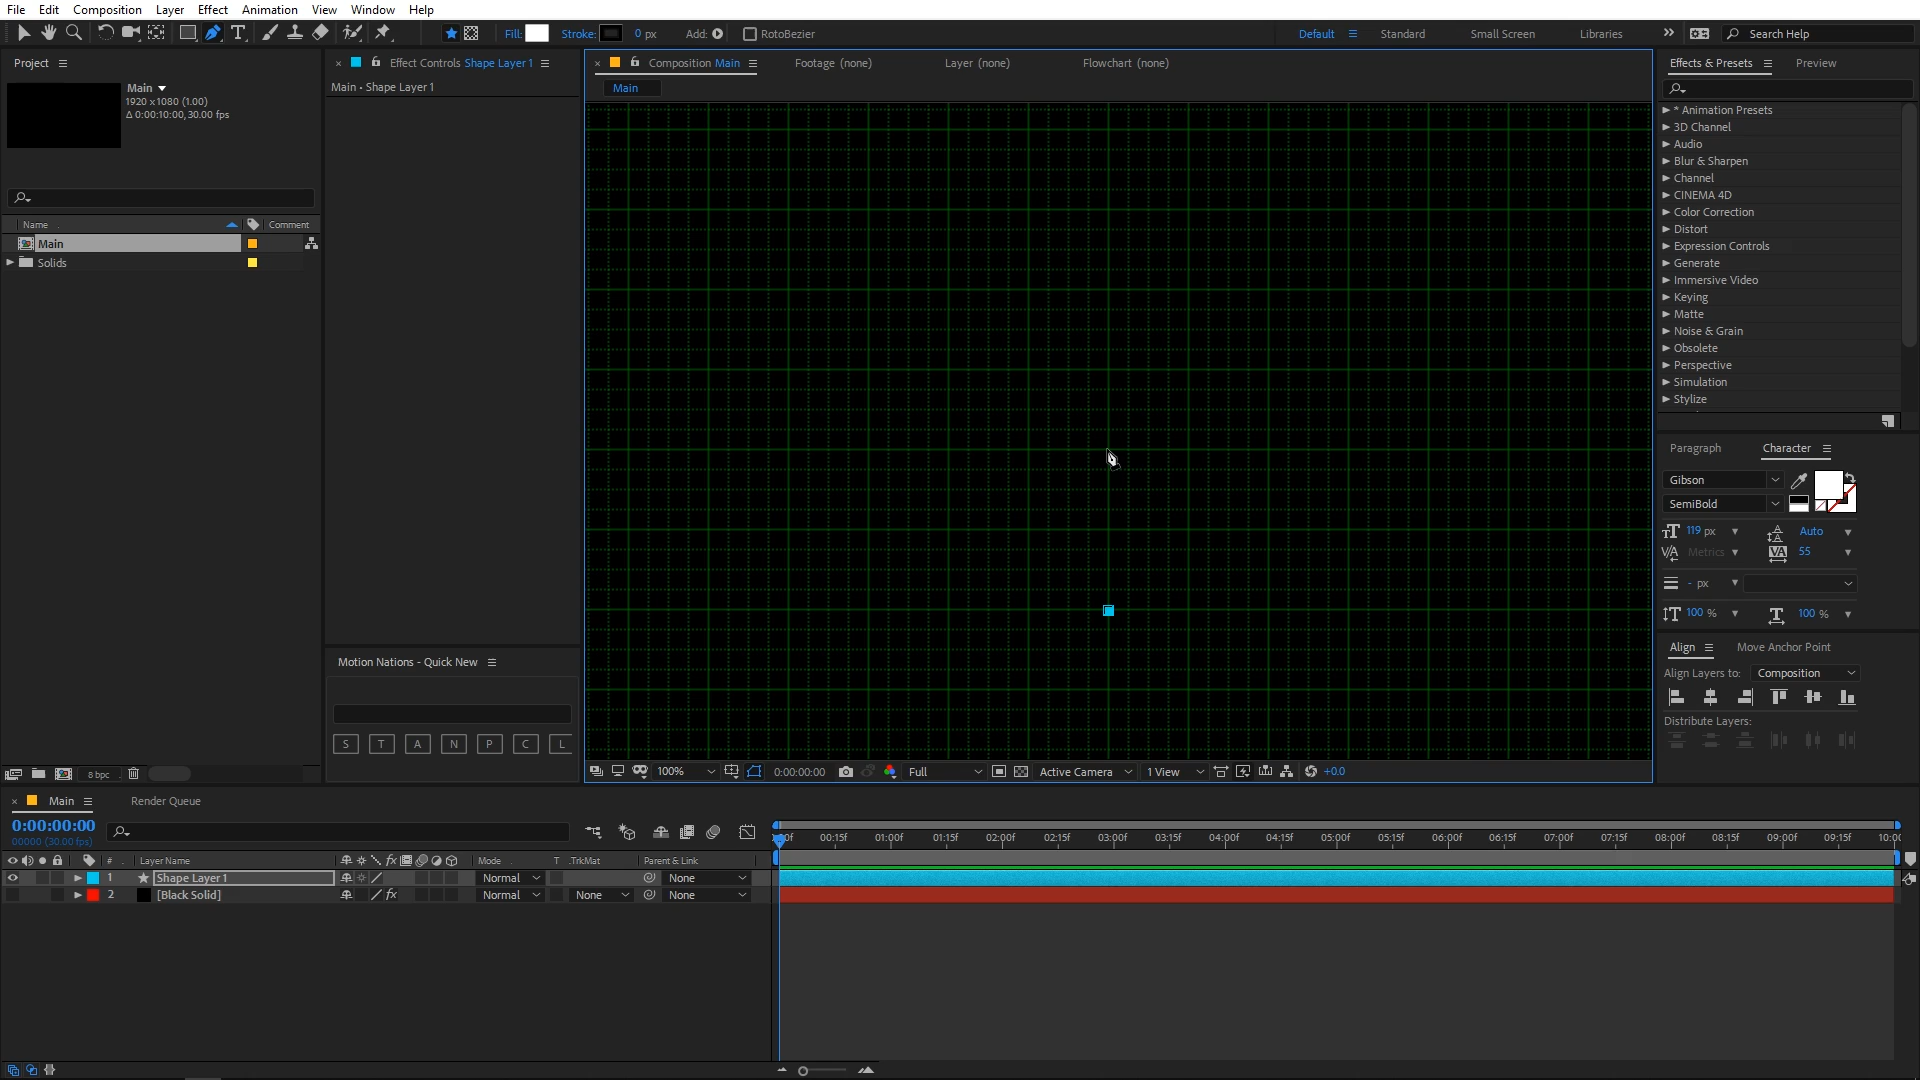 File Edit Composition Layer Effect Animation View Window Help
Fill: Stroke: 0 px Add: RotoBezier Default Standard Small Screen Libraries Search Help
Project
Main
1920 x 1080 (1.00)
Δ 0:00:10:00, 30.00 fps
Name Comment
Main
Solids
8 bpc
Effect Controls Shape Layer 1
Main • Shape Layer 1
Motion Nations - Quick New
S T A N P C L
Composition Main Footage (none) Layer (none) Flowchart (none)
Main
100% 0:00:00:00 Full Active Camera 1 View +0.0
Effects & Presets Preview
* Animation Presets
3D Channel
Audio
Blur & Sharpen
Channel
CINEMA 4D
Color Correction
Distort
Expression Controls
Generate
Immersive Video
Keying
Matte
Noise & Grain
Obsolete
Perspective
Simulation
Stylize
Paragraph Character
Gibson
SemiBold
119 px Auto
Metrics 55
- px
100 % 100 %
Align Move Anchor Point
Align Layers to: Composition
Distribute Layers:
Main Render Queue
0:00:00:00
00000 (30.00 fps)
00:15f 01:00f 01:15f 02:00f 02:15f 03:00f 03:15f 04:00f 04:15f 05:00f 05:15f 06:00f 06:15f 07:00f 07:15f 08:00f 08:15f 09:00f 09:15f
# Layer Name Mode T .TrkMat Parent & Link
1 Shape Layer 1 Normal None
2 [Black Solid] fx Normal None None